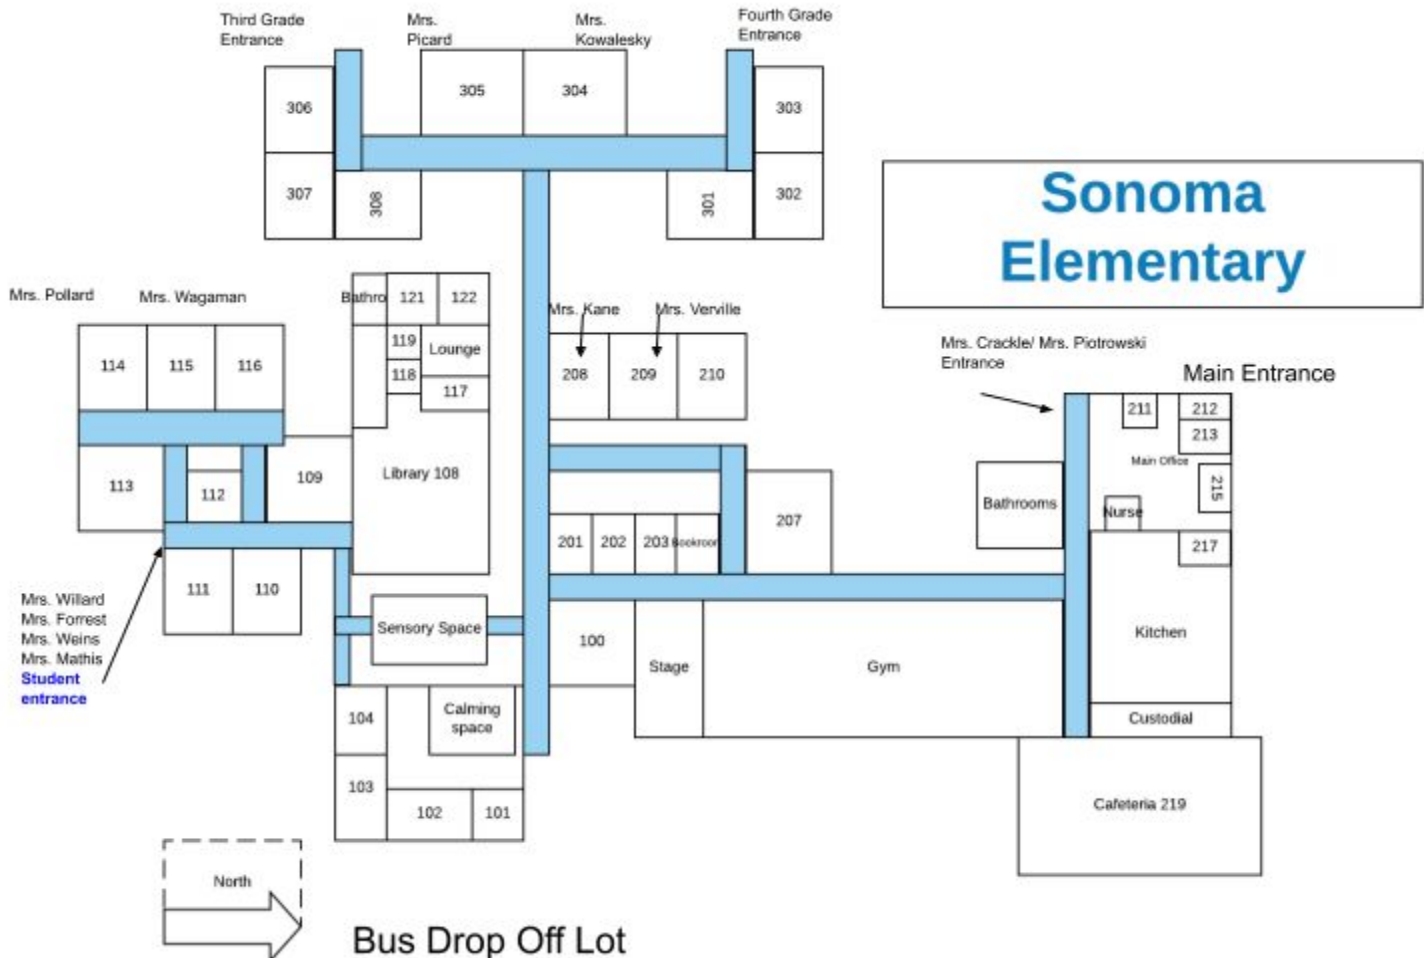 Third Grade
Entrance
Mrs.
Picard
Mrs.
Kowalesky
Fourth Grade
Entrance
305
304
306
303
307
308
301
302
Sonoma
Elementary
Mrs. Pollard
Mrs. Wagaman
Bathro
121
122
Mrs. Kane
Mrs. Verville
Mrs. Crackle/ Mrs. Piotrowski
Entrance
Main Entrance
114
115
116
119
Lounge
118
117
208
209
210
211
212
213
Main Office
215
113
112
109
Library 108
Bathrooms
Nurse
207
201
202
203
Bookroom
217
111
110
Mrs. Willard
Mrs. Forrest
Mrs. Weins
Mrs. Mathis
Student
entrance
Sensory Space
100
Stage
Gym
Kitchen
104
Calming
space
Custodial
103
102
101
Cafeteria 219
North
Bus Drop Off Lot